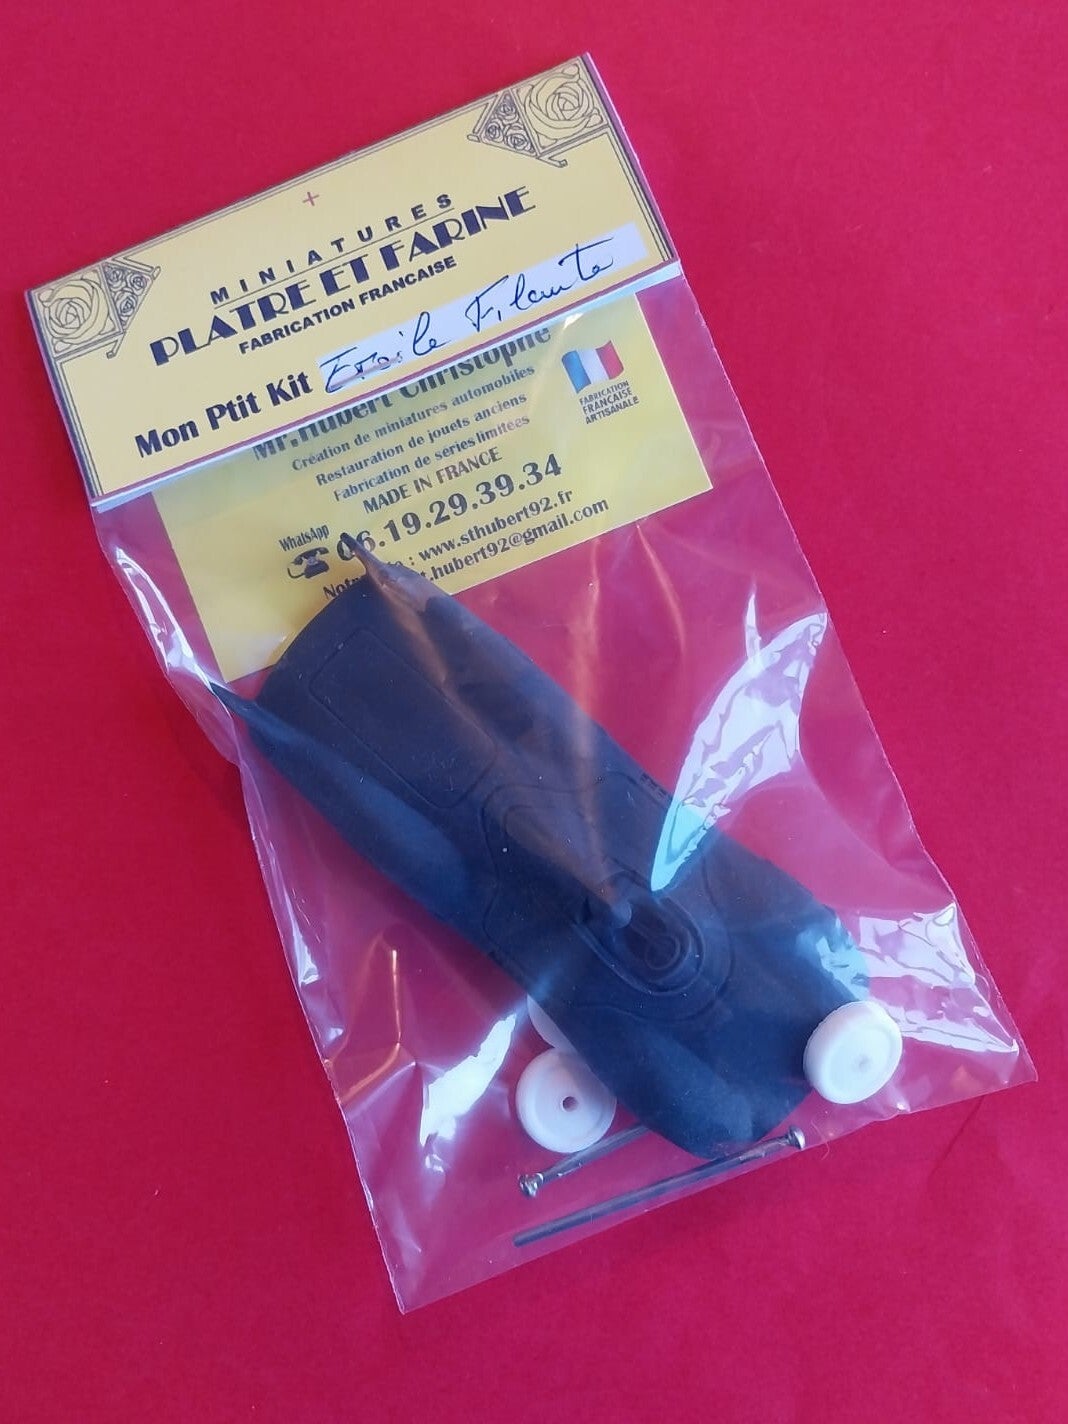 MINIATURES
PLATRE ET FARINE
FABRICATION FRANCAISE
Mon Ptit Kit Etoile Filante
Mr. Hubert Christophe
Création de miniatures automobiles
Restauration de jouets anciens
Fabrication de séries limitées
MADE IN FRANCE
WhatsApp
06.19.29.39.34
: www.sthubert92.fr
.hubert92@gmail.com
FABRICATION
FRANÇAISE
ARTISANALE